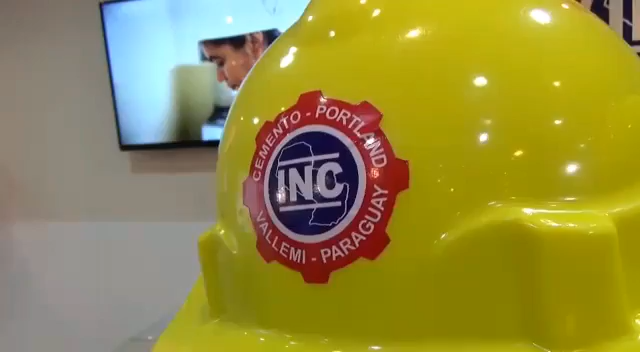 CEMENTO - PORTLAND
INC
VALLEMI - PARAGUAY